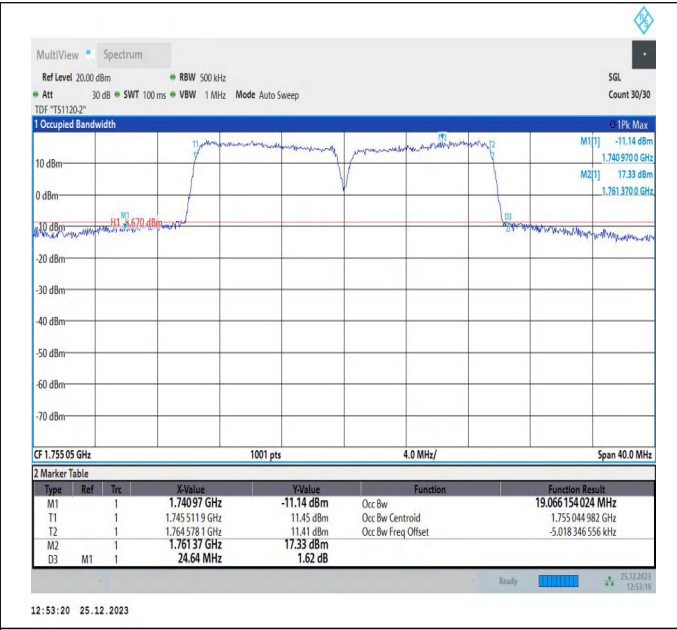 R S
MultiView Spectrum
Ref Level 20.00 dBm RBW 500 kHz SGL
Att 30 dB SWT 100 ms VBW 1 MHz Mode Auto Sweep Count 30/30
TDF "TS1120-2"
1 Occupied Bandwidth 1Pk Max
M1[1] -11.14 dBm
1.740 970 0 GHz
M2[1] 17.33 dBm
1.761 370 0 GHz
T1
T2
10 dBm
0 dBm
M1
D3
-10 dBm
-20 dBm
-30 dBm
-40 dBm
-50 dBm
-60 dBm
-70 dBm
CF 1.755 05 GHz 1001 pts 4.0 MHz/ Span 40.0 MHz
2 Marker Table
Type Ref Trc X-Value Y-Value Function Function Result
M1 1 1.740 97 GHz -11.14 dBm Occ Bw 19.066 154 024 MHz
T1 1 1.745 511 9 GHz 11.45 dBm Occ Bw Centroid 1.755 044 982 GHz
T2 1 1.764 578 1 GHz 11.41 dBm Occ Bw Freq Offset -5.018 346 556 kHz
M2 1 1.761 37 GHz 17.33 dBm
D3 M1 1 24.64 MHz 1.62 dB
Ready 25.12.2023
12:53:19
12:53:20 25.12.2023